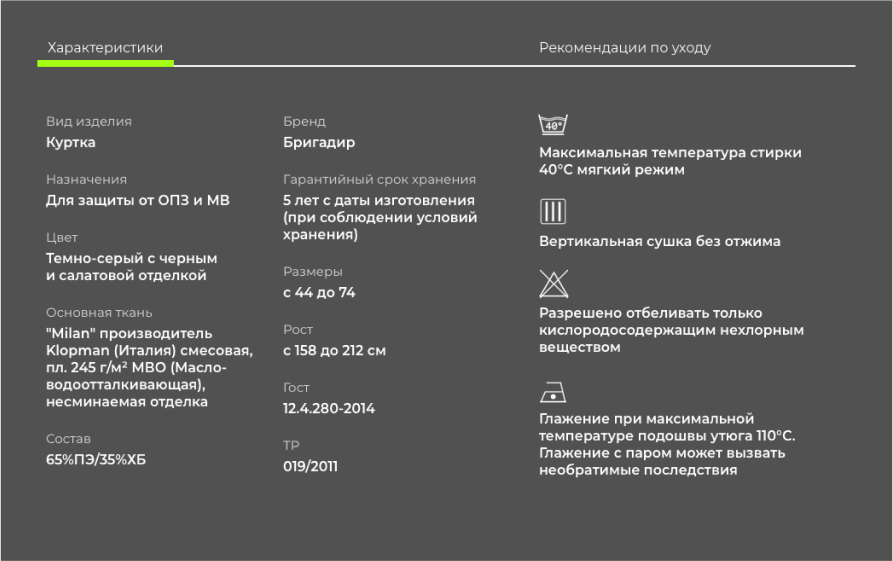 Характеристики
Рекомендации по уходу
Вид изделия
Куртка
Назначения
Для защиты от ОПЗ и МВ
Цвет
Темно-серый с черным
и салатовой отделкой
Основная ткань
"Milan" производитель
Klopman (Италия) смесовая,
пл. 245 г/м² МВО (Масло-
водоотталкивающая),
несминаемая отделка
Состав
65%ПЭ/35%ХБ
Бренд
Бригадир
Гарантийный срок хранения
5 лет с даты изготовления
(при соблюдении условий
хранения)
Размеры
с 44 до 74
Рост
с 158 до 212 см
Гост
12.4.280-2014
ТР
019/2011
40°
Максимальная температура стирки
40°С мягкий режим
Вертикальная сушка без отжима
Разрешено отбеливать только
кислородосодержащим нехлорным
веществом
Глажение при максимальной
температуре подошвы утюга 110°С.
Глажение с паром может вызвать
необратимые последствия